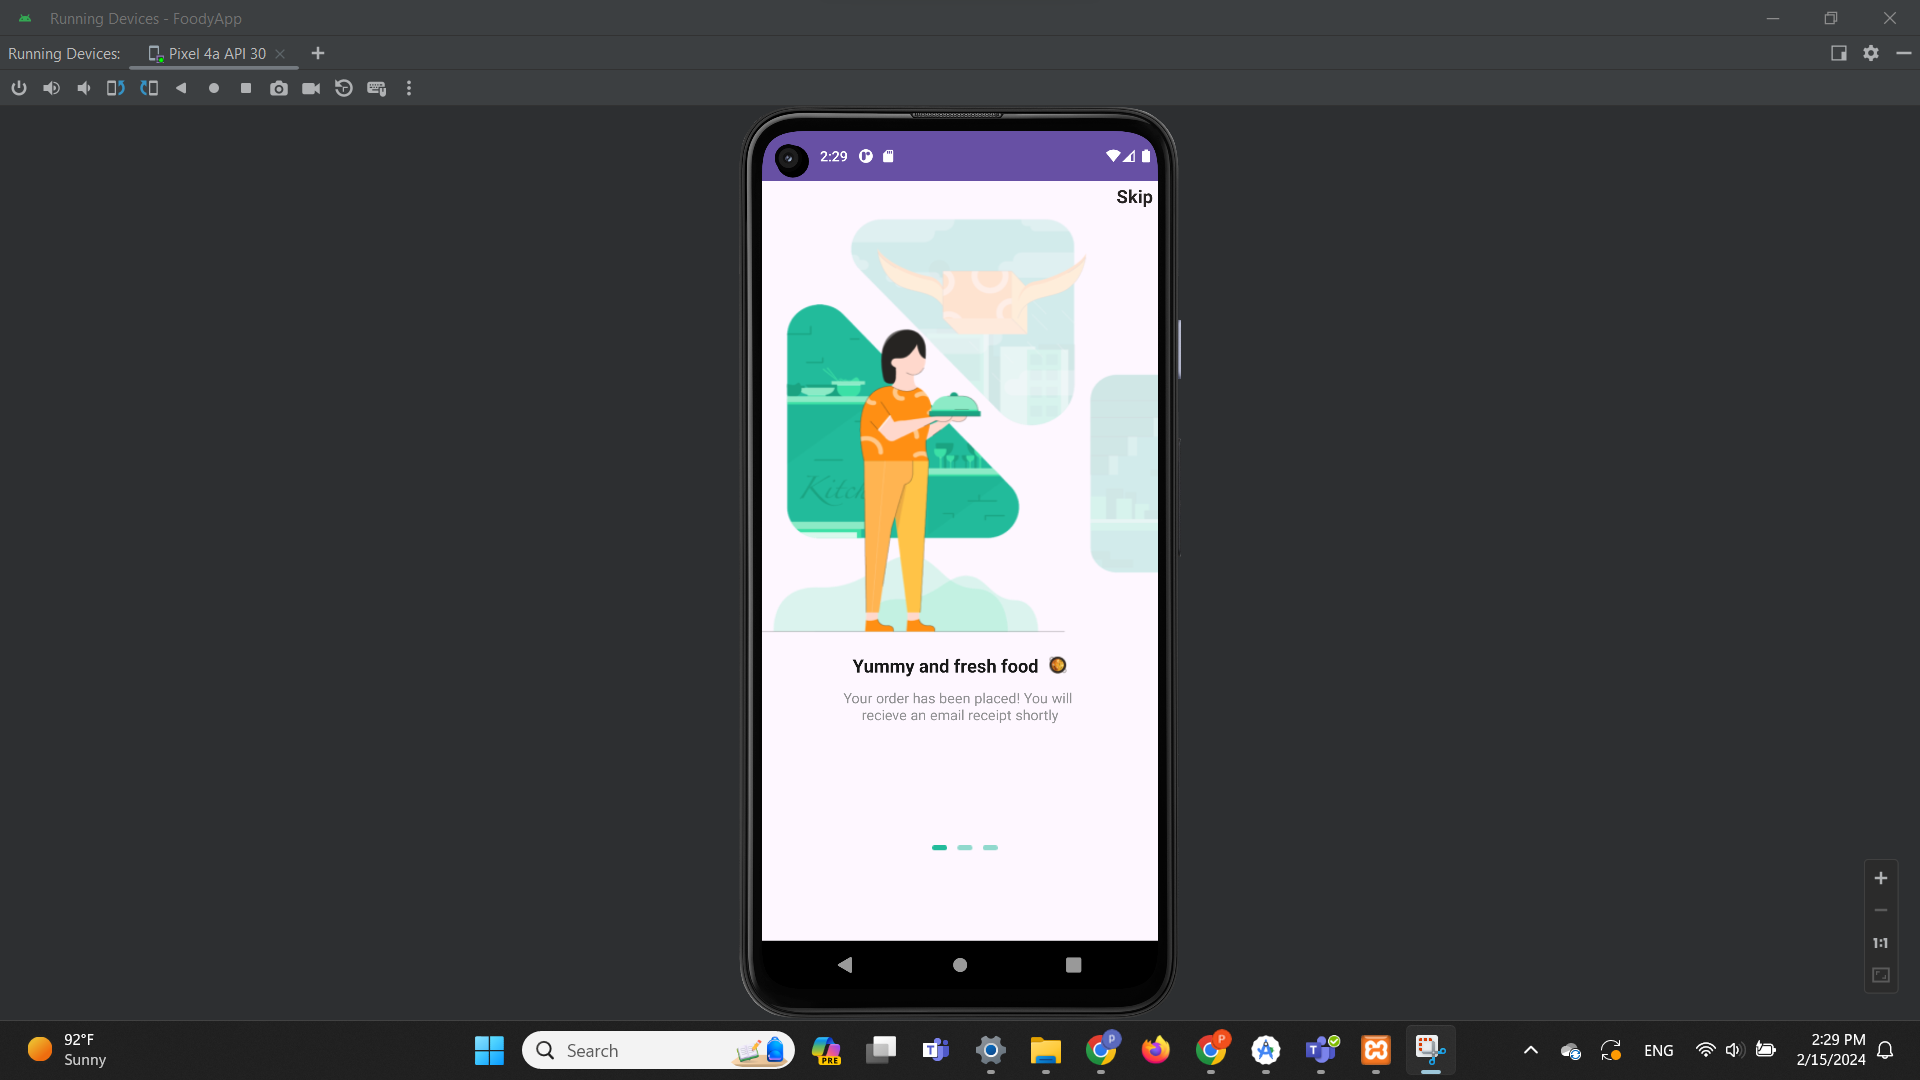 Running Devices - FoodyApp
Running Devices:
Pixel 4a API 30
2:29
Skip
Kitch
Yummy and fresh food
Your order has been placed! You will
recieve an email receipt shortly
1:1
92°F
Sunny
Search
PRE
P
P
ENG
2:29 PM
2/15/2024